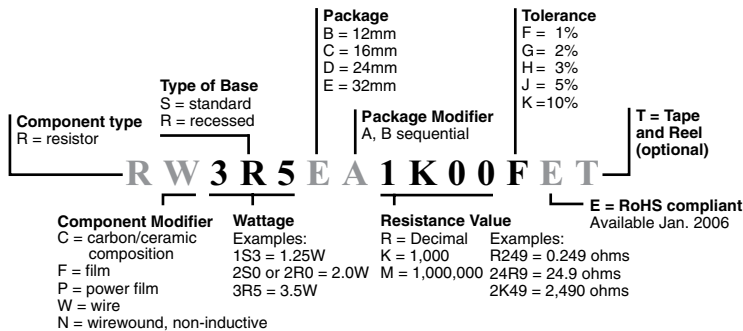 Package
B = 12mm
C = 16mm
D = 24mm
E = 32mm
Tolerance
F = 1%
G = 2%
H = 3%
J = 5%
K =10%
Type of Base
S = standard
R = recessed
Component type
R = resistor
Package Modifier
A, B sequential
T = Tape
and Reel
(optional)
R W 3 R 5 E A 1 K 0 0 F E T
E = RoHS compliant
Available Jan. 2006
Component Modifier
C = carbon/ceramic
composition
F = film
P = power film
W = wire
N = wirewound, non-inductive
Wattage
Examples:
1S3 = 1.25W
2S0 or 2R0 = 2.0W
3R5 = 3.5W
Resistance Value
R = Decimal
K = 1,000
M = 1,000,000
Examples:
R249 = 0.249 ohms
24R9 = 24.9 ohms
2K49 = 2,490 ohms